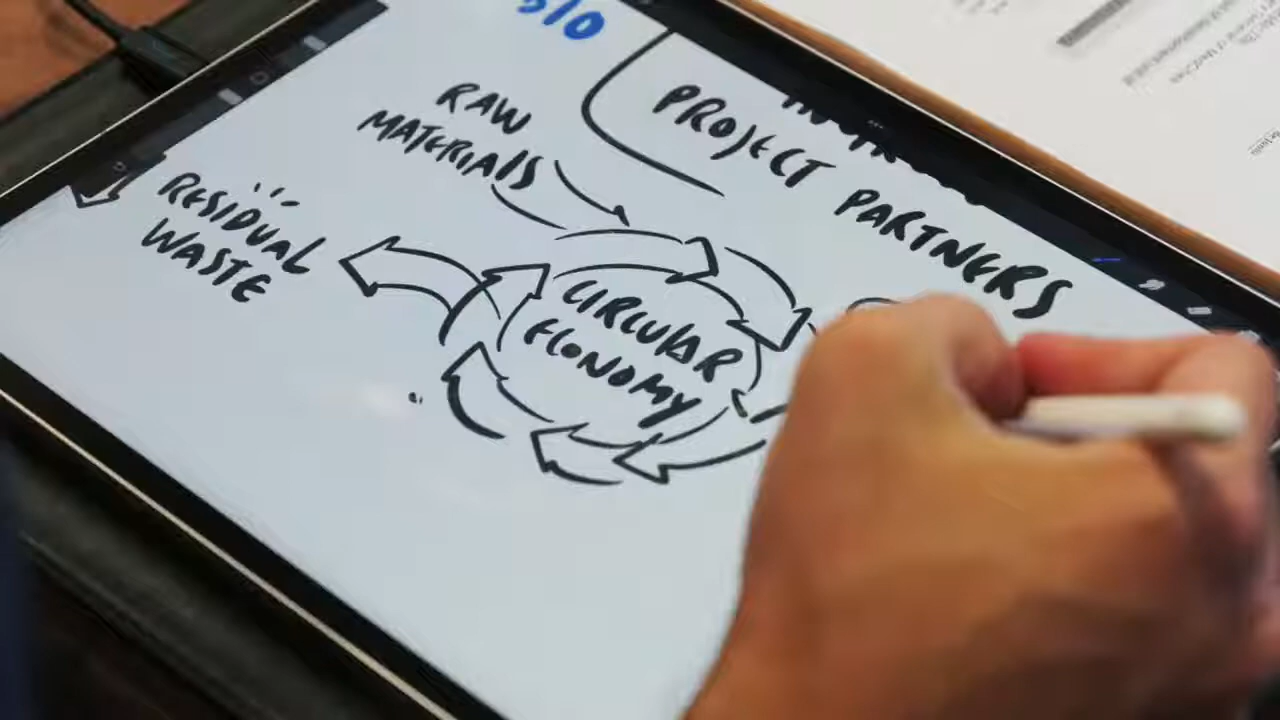 RAW
MATERIALS
PROJECT PARTNERS
RESIDUAL
WASTE
CIRCULAR
ECONOMY